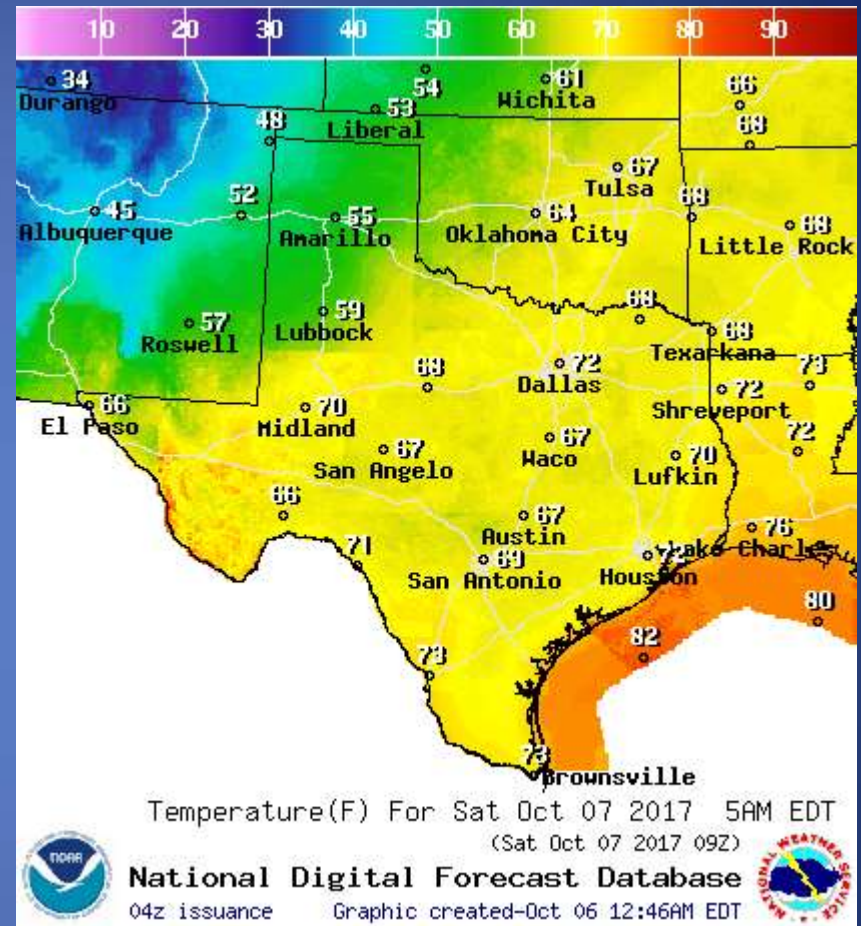 10 20 30 40 50 60 70 80 90
34
Durango
54
61
Wichita
66
53
Liberal
48
68
67
Tulsa
45
Albuquerque
52
55
Amarillo
64
Oklahoma City
68
68
Little Rock
57
Roswell
59
Lubbock
68
68
Texarkana
72
Dallas
69
72
Shreveport
73
66
El Paso
70
Midland
67
San Angelo
67
Waco
70
Lufkin
72
66
67
Austin
76
71
69
San Antonio
Houston
80
82
73
73
Brownsville
Temperature(F) For Sat Oct 07 2017 5AM EDT
(Sat Oct 07 2017 09Z)
NOAA
National Digital Forecast Database
04z issuance Graphic created-Oct 06 12:46AM EDT
NATIONAL WEATHER SERVICE